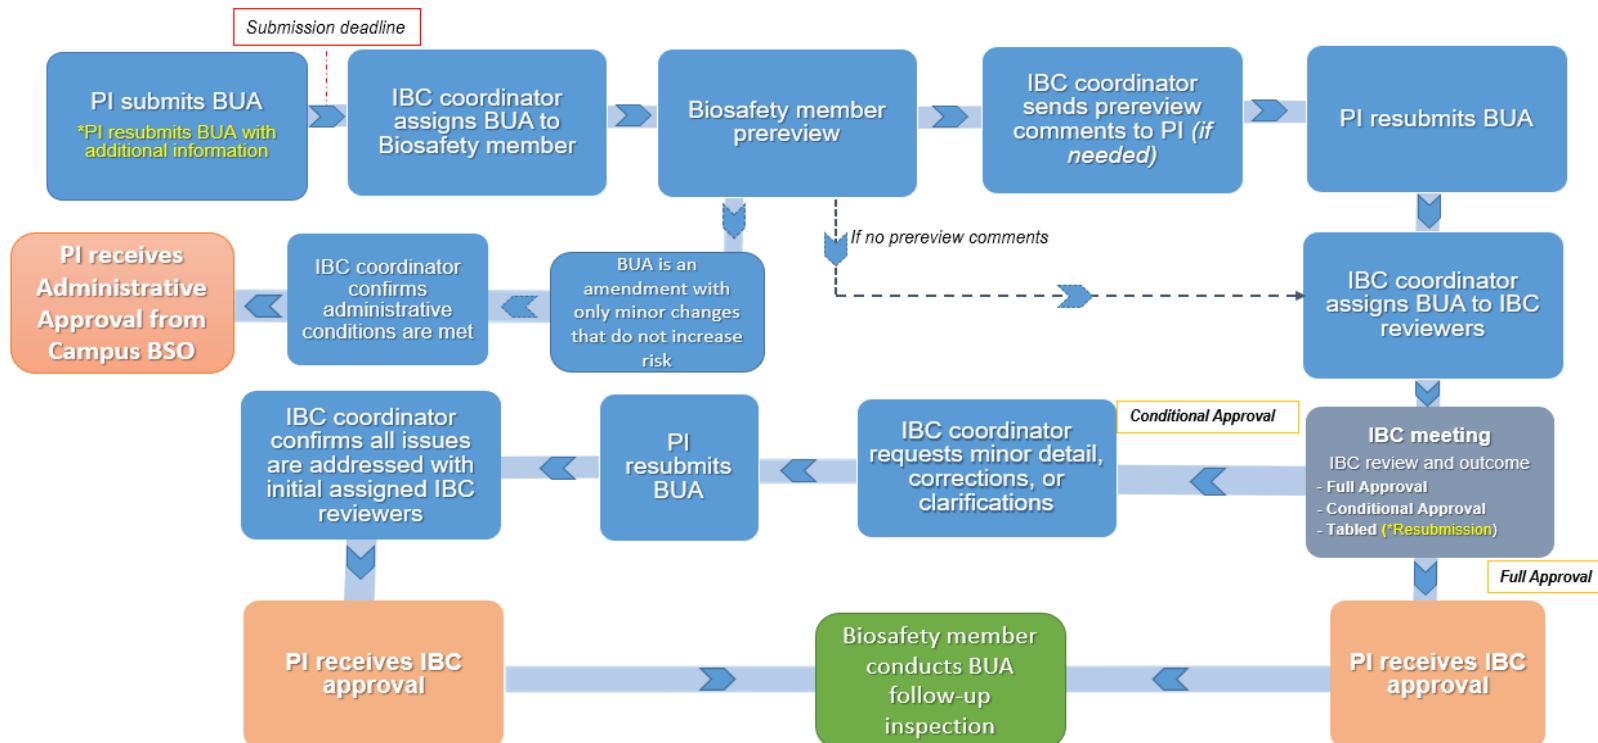 Submission deadline
PI submits BUA
*PI resubmits BUA with
additional information
IBC coordinator
assigns BUA to
Biosafety member
Biosafety member
prereview
IBC coordinator
sends prereview
comments to PI (if
needed)
PI resubmits BUA
PI receives
Administrative
Approval from
Campus BSO
IBC coordinator
confirms
administrative
conditions are met
BUA is an
amendment with
only minor changes
that do not increase
risk
If no prereview comments
IBC coordinator
assigns BUA to IBC
reviewers
IBC coordinator
confirms all issues
are addressed with
initial assigned IBC
reviewers
PI
resubmits
BUA
IBC coordinator
requests minor detail,
corrections, or
clarifications
Conditional Approval
IBC meeting
IBC review and outcome
- Full Approval
- Conditional Approval
- Tabled (*Resubmission)
Full Approval
PI receives IBC
approval
Biosafety member
conducts BUA
follow-up
inspection
PI receives IBC
approval